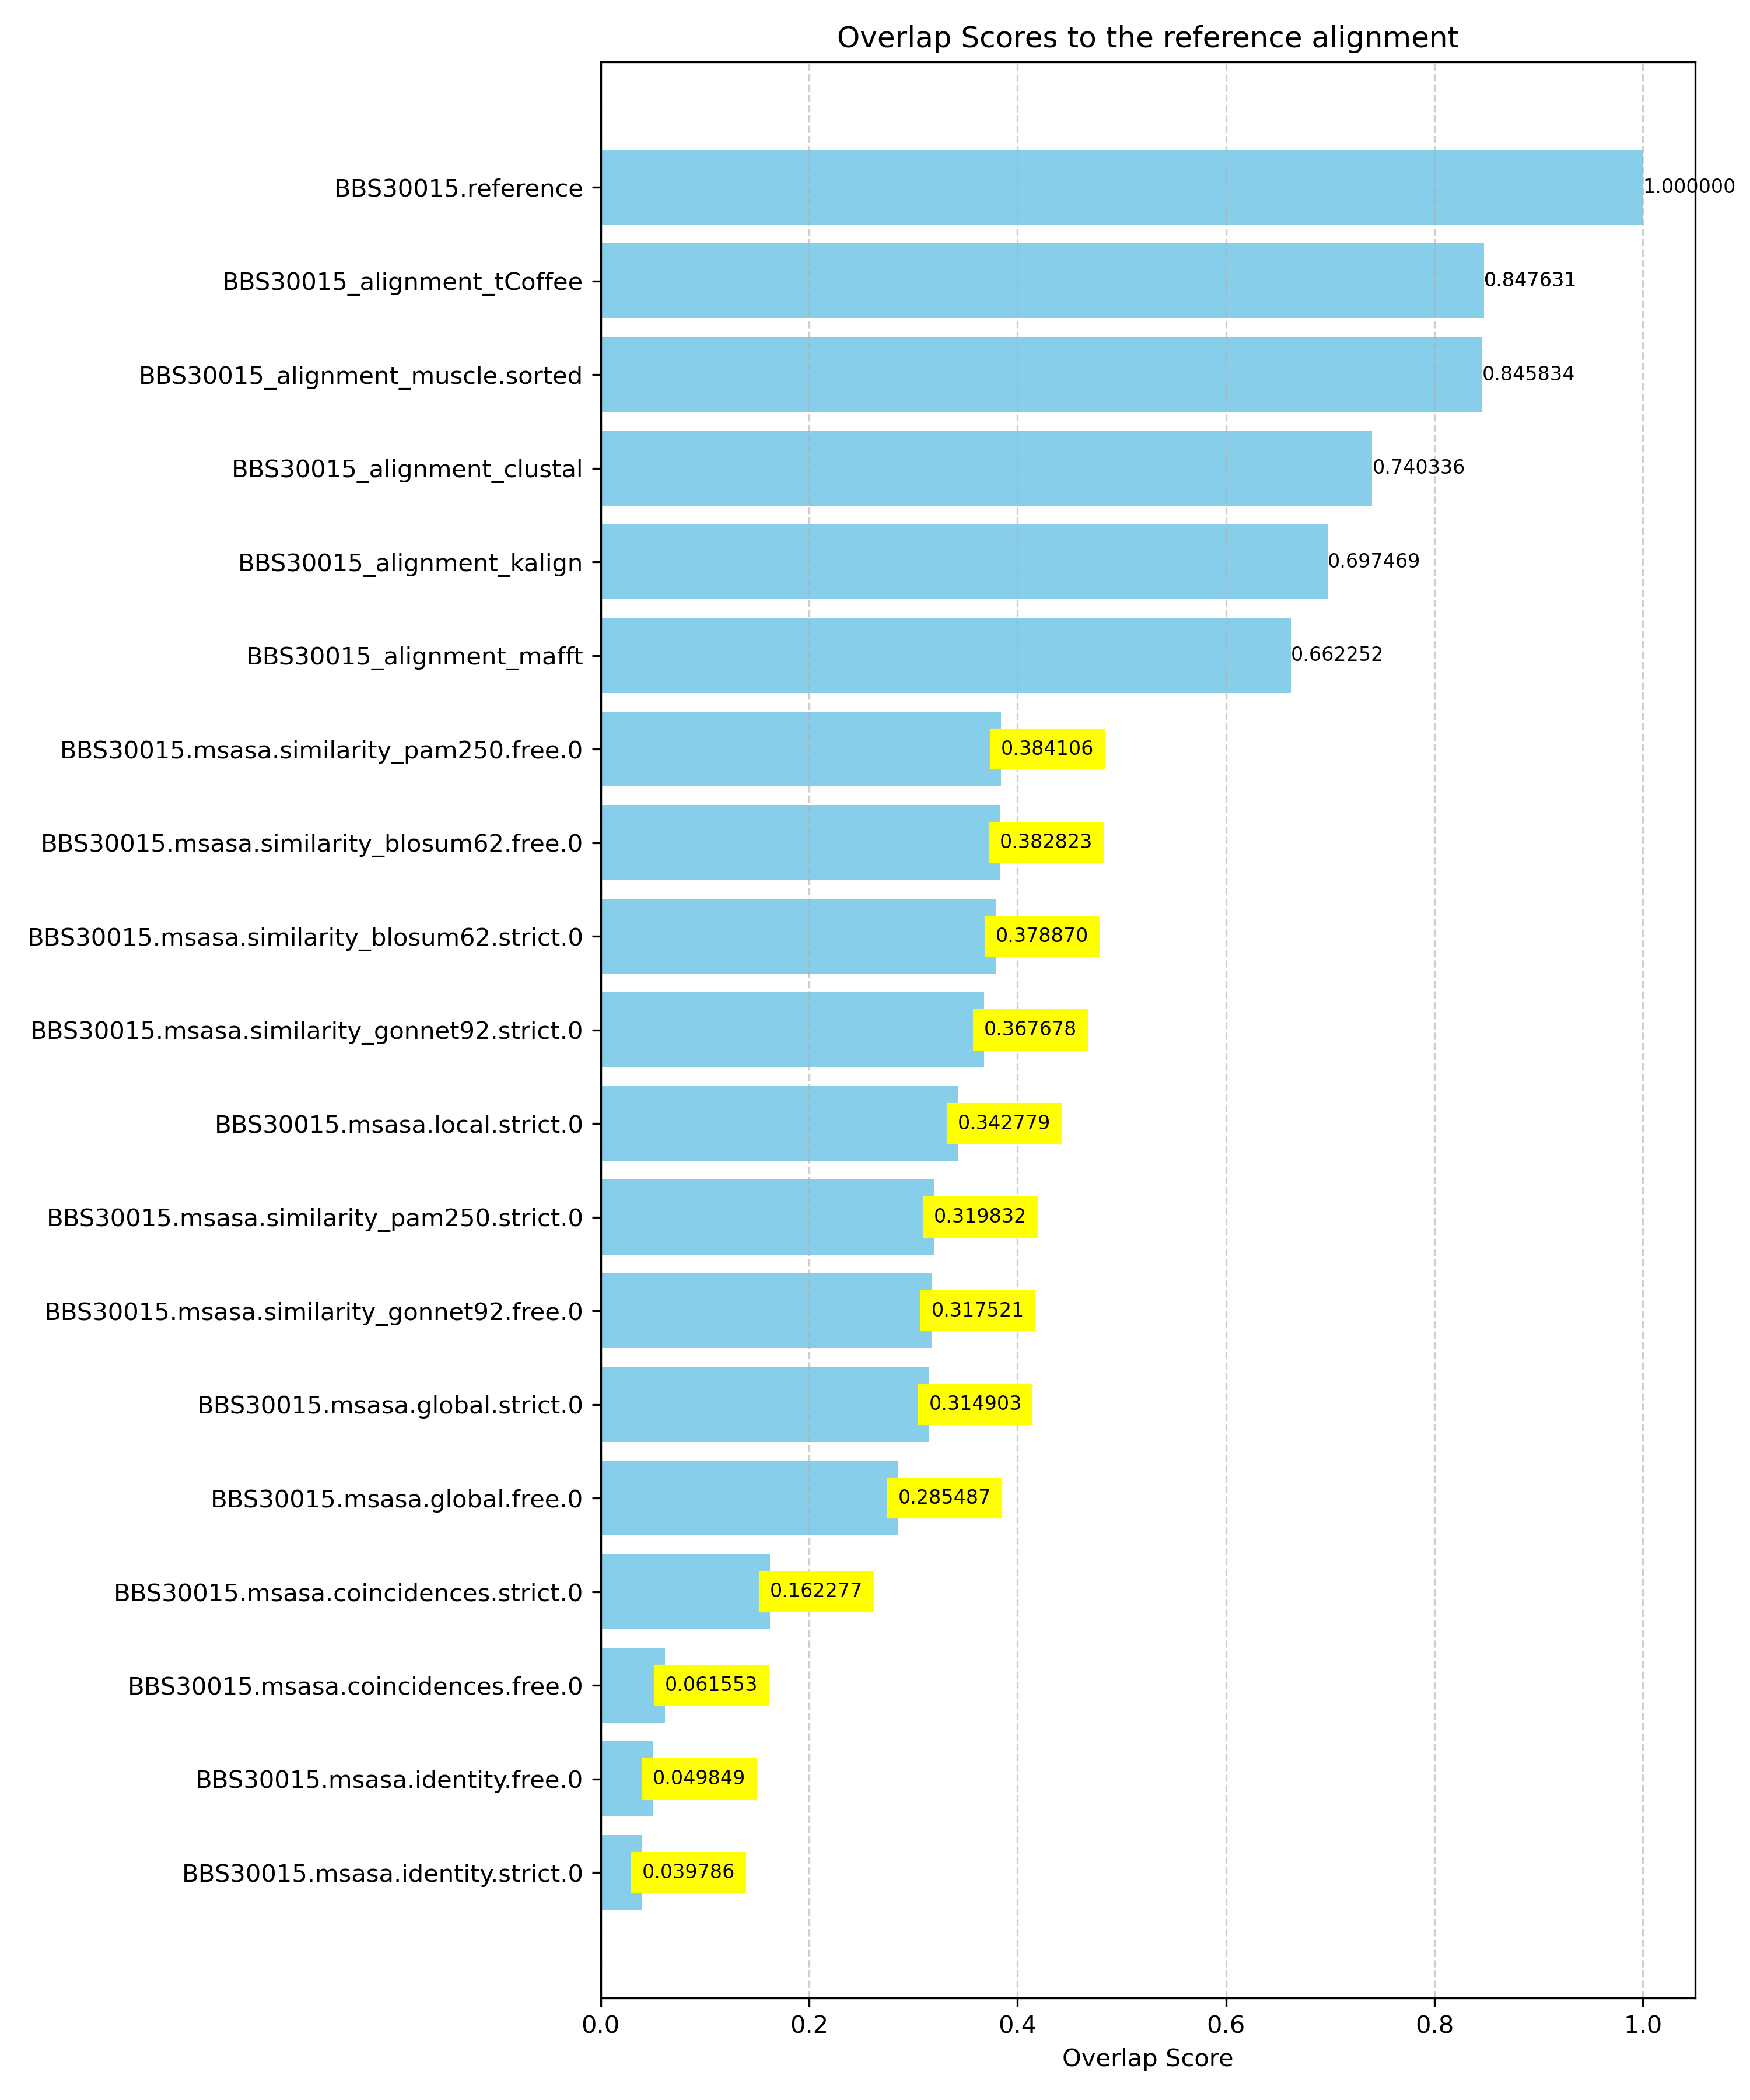 Overlap Scores to the reference alignment
BBS30015.reference 1.000000
BBS30015_alignment_tCoffee 0.847631
BBS30015_alignment_muscle.sorted 0.845834
BBS30015_alignment_clustal 0.740336
BBS30015_alignment_kalign 0.697469
BBS30015_alignment_mafft 0.662252
BBS30015.msasa.similarity_pam250.free.0 0.384106
BBS30015.msasa.similarity_blosum62.free.0 0.382823
BBS30015.msasa.similarity_blosum62.strict.0 0.378870
BBS30015.msasa.similarity_gonnet92.strict.0 0.367678
BBS30015.msasa.local.strict.0 0.342779
BBS30015.msasa.similarity_pam250.strict.0 0.319832
BBS30015.msasa.similarity_gonnet92.free.0 0.317521
BBS30015.msasa.global.strict.0 0.314903
BBS30015.msasa.global.free.0 0.285487
BBS30015.msasa.coincidences.strict.0 0.162277
BBS30015.msasa.coincidences.free.0 0.061553
BBS30015.msasa.identity.free.0 0.049849
BBS30015.msasa.identity.strict.0 0.039786
0.0 0.2 0.4 0.6 0.8 1.0
Overlap Score